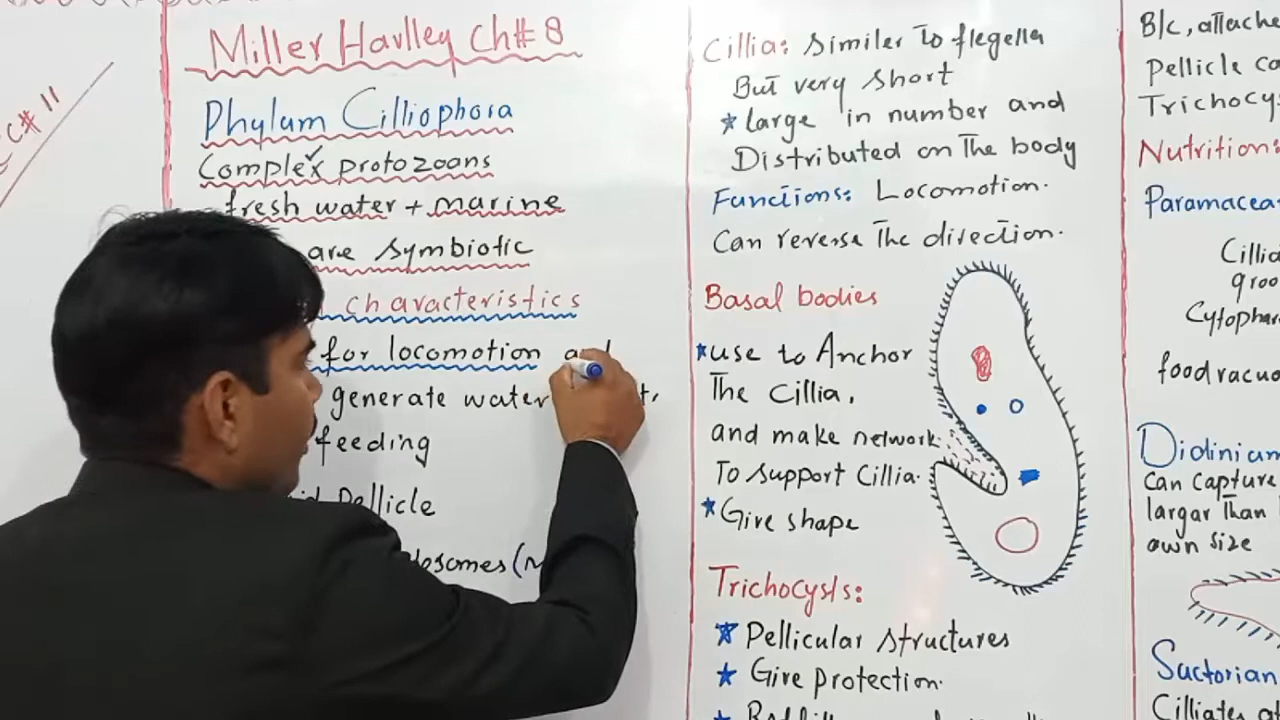 Miller Harlley Ch# 8
C# 11
Phylum Cilliophora
Complex protozoans
fresh water + marine
are symbiotic
characteristics
for locomotion
generate water
feeding
Pellicle
Cillia: Similer To flegella
But very short
* large in number and
Distributed on The body
Functions: Locomotion.
Can reverse The direction.
Basal bodies
* use to Anchor
The Cillia,
and make network
To support Cillia.
* Give shape
Trichocysts:
★ Pellicular structures
★ Give Protection.
B/c, attache
Pellicle co
Trichocys
Nutrition:
Paramacea
Cillia
groo
Cytophar
food vacuo
Didinium
Can capture
largar Than
own size
Suctorian
Cilliates